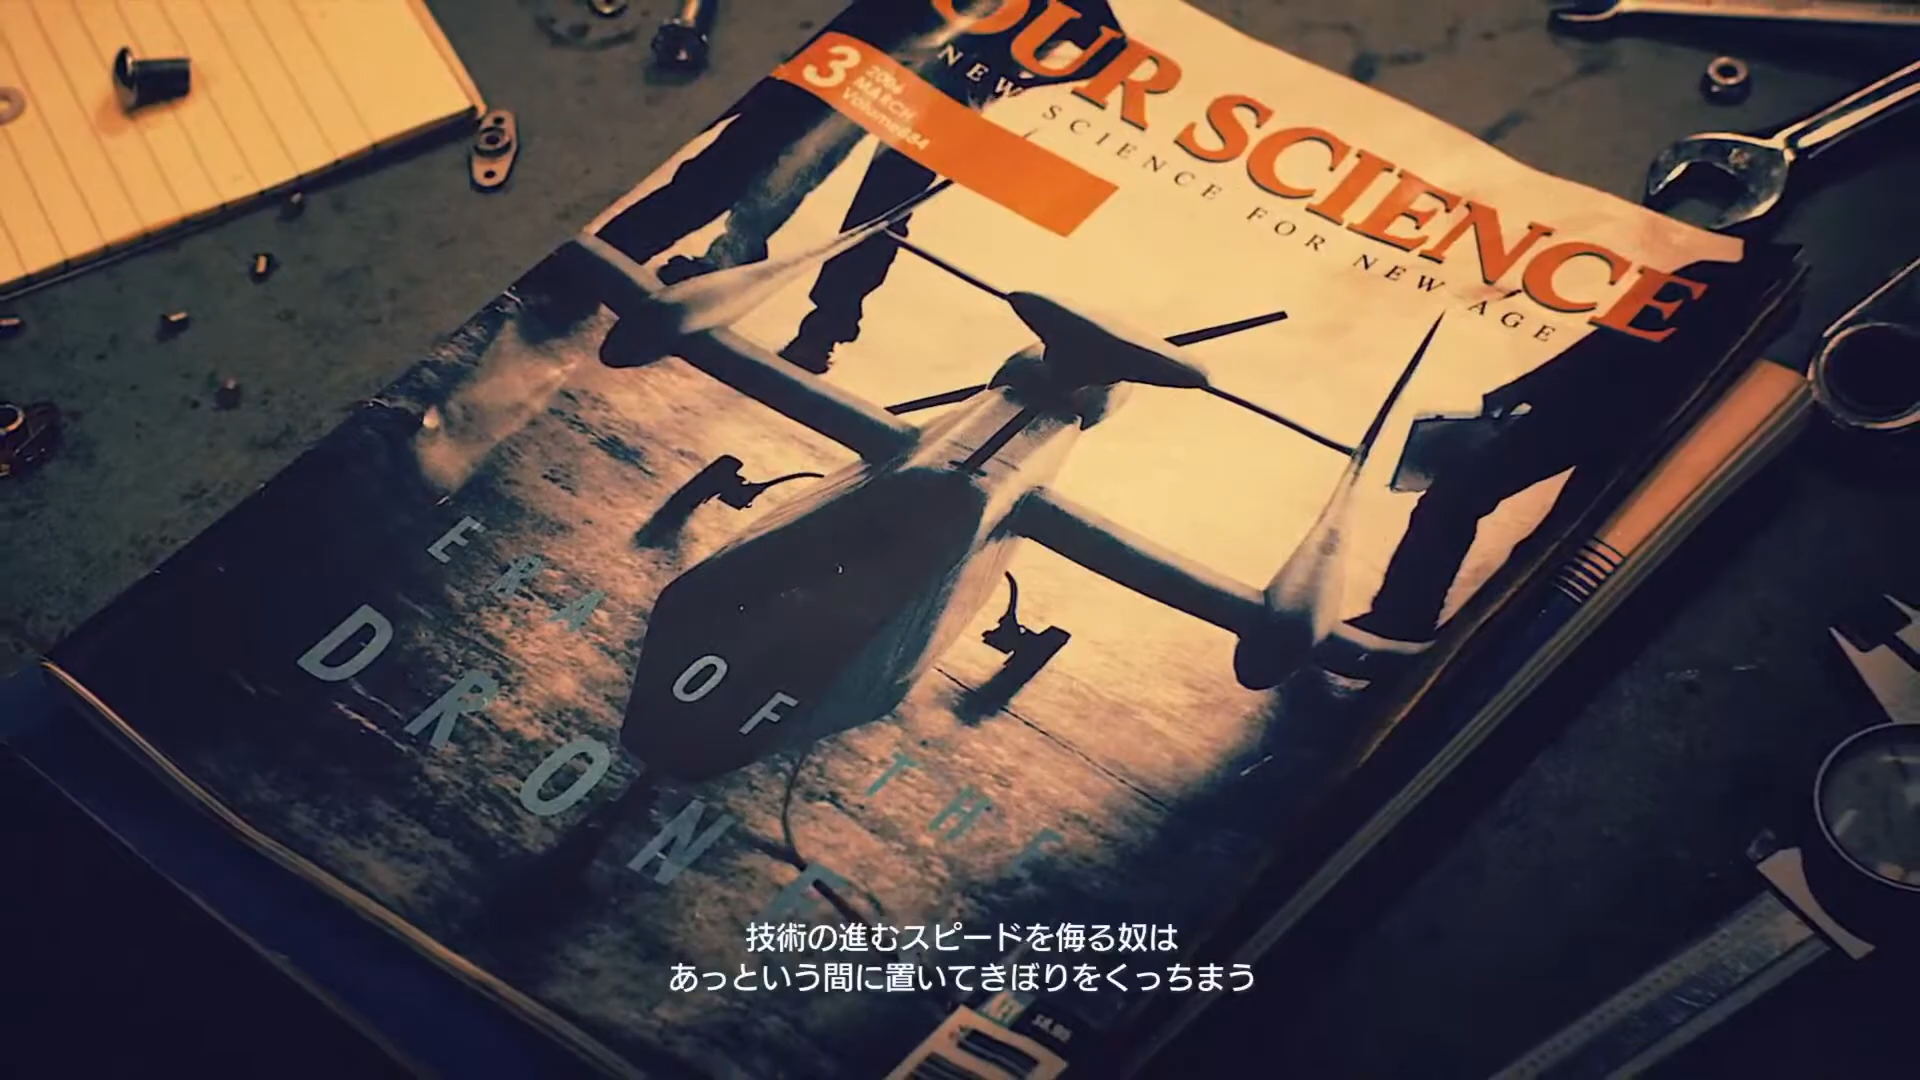 OUR SCIENCE
NEW SCIENCE FOR NEW AGE
3
MARCH
ERA OF THE
DRONE
技術の進むスピードを侮る奴は
あっという間に置いてきぼりをくっちまう